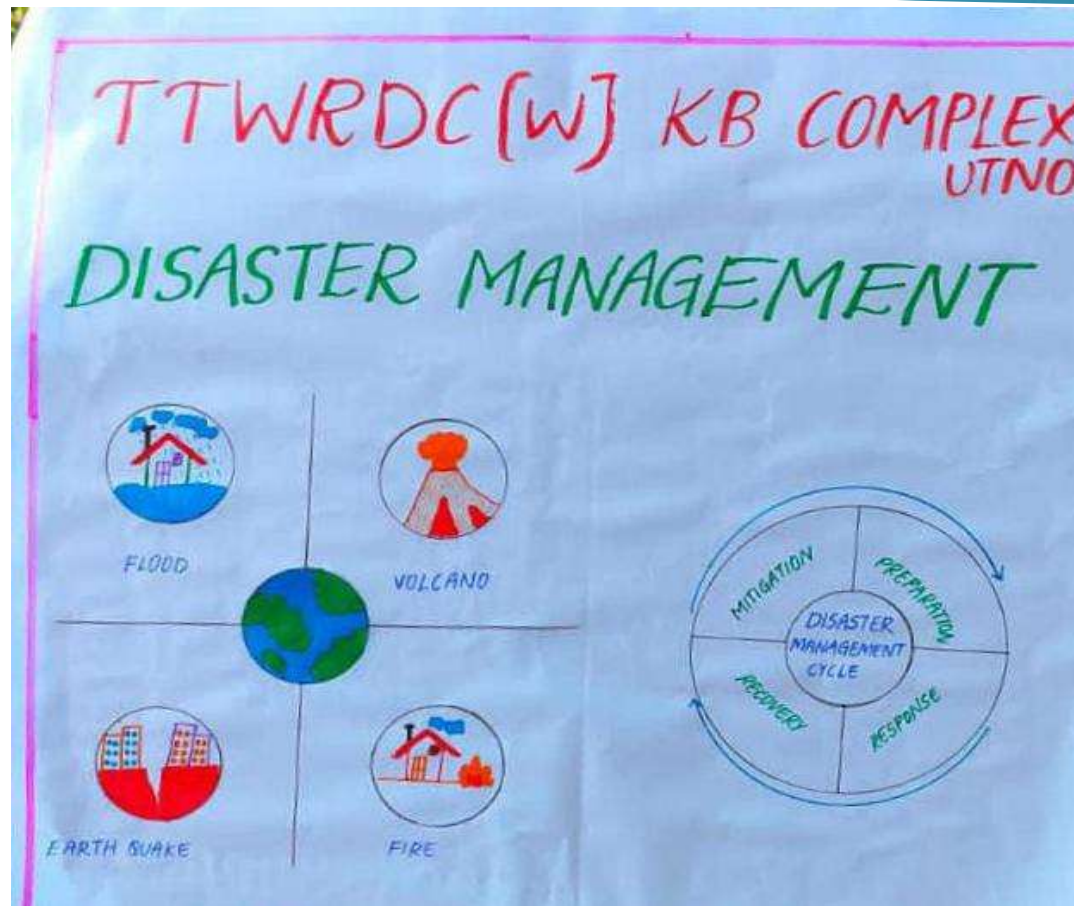 TTWRDC[W] KB COMPLEX
UTNO
DISASTER MANAGEMENT
FLOOD
VOLCANO
EARTH QUAKE
FIRE
MITIGATION
PREPARATION
DISASTER
MANAGEMENT
CYCLE
RECOVERY
RESPONSE